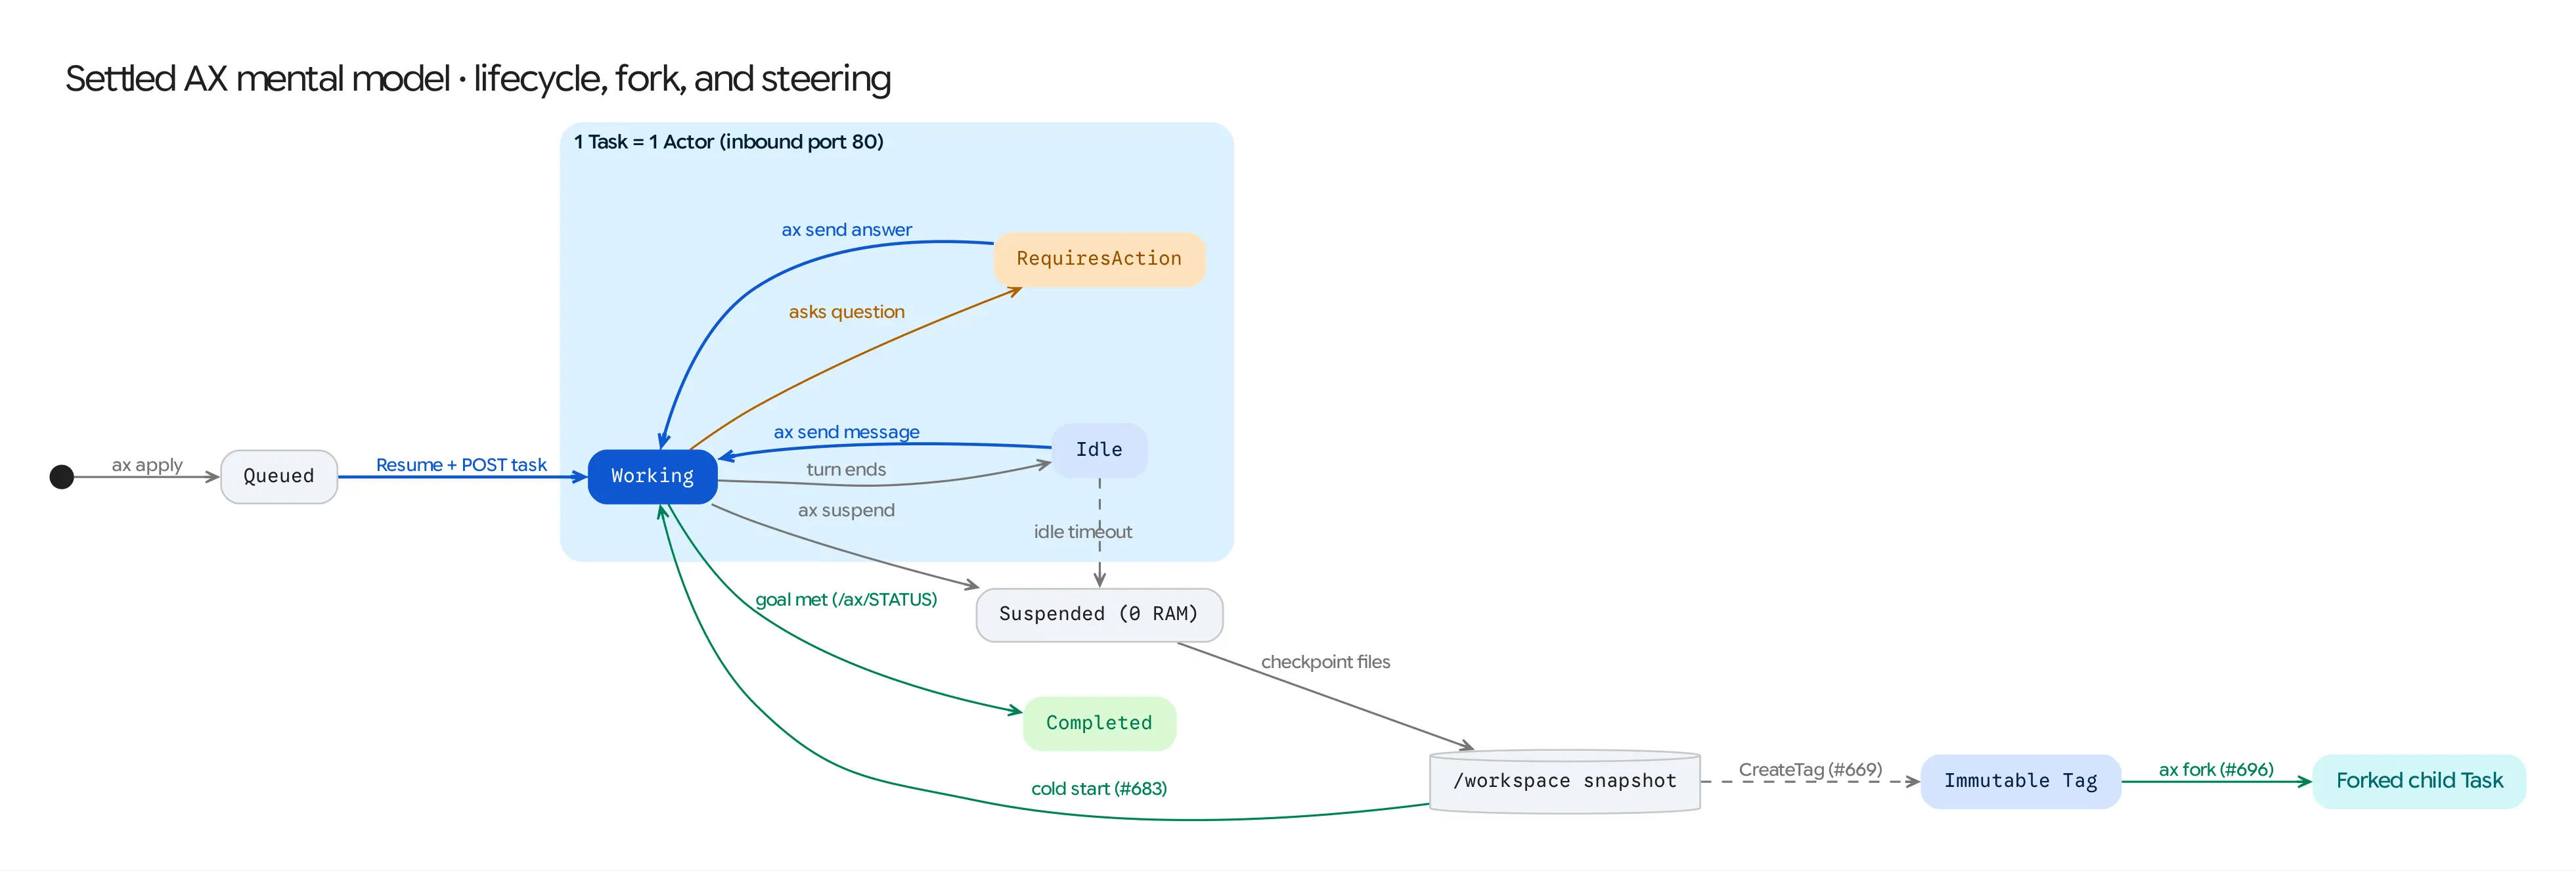 Settled AX mental model · lifecycle, fork, and steering
1 Task = 1 Actor (inbound port 80)
ax send answer
RequiresAction
asks question
ax send message
Idle
ax apply
Queued
Resume + POST task
Working
turn ends
ax suspend
idle timeout
goal met (/ax/STATUS)
Suspended (0 RAM)
checkpoint files
Completed
cold start (#683)
/workspace snapshot
CreateTag (#669)
Immutable Tag
ax fork (#696)
Forked child Task